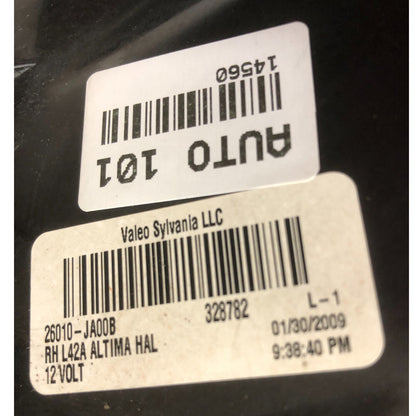 14560
AUTO 101
Valeo Sylvania LLC
328782 L-1
26010-JA00B 01/30/2009
RH L42A ALTIMA HAL 9:38:40 PM
12 VOLT